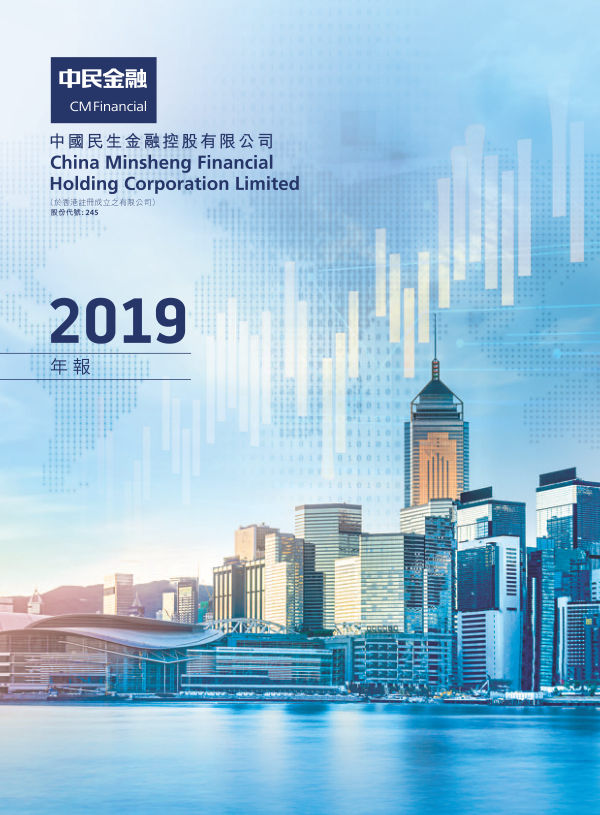 中民金融
CMFinancial
中國民生金融控股有限公司
China Minsheng Financial
Holding Corporation Limited
（於香港註冊成立之有限公司）
股份代號: 245
2019
年報